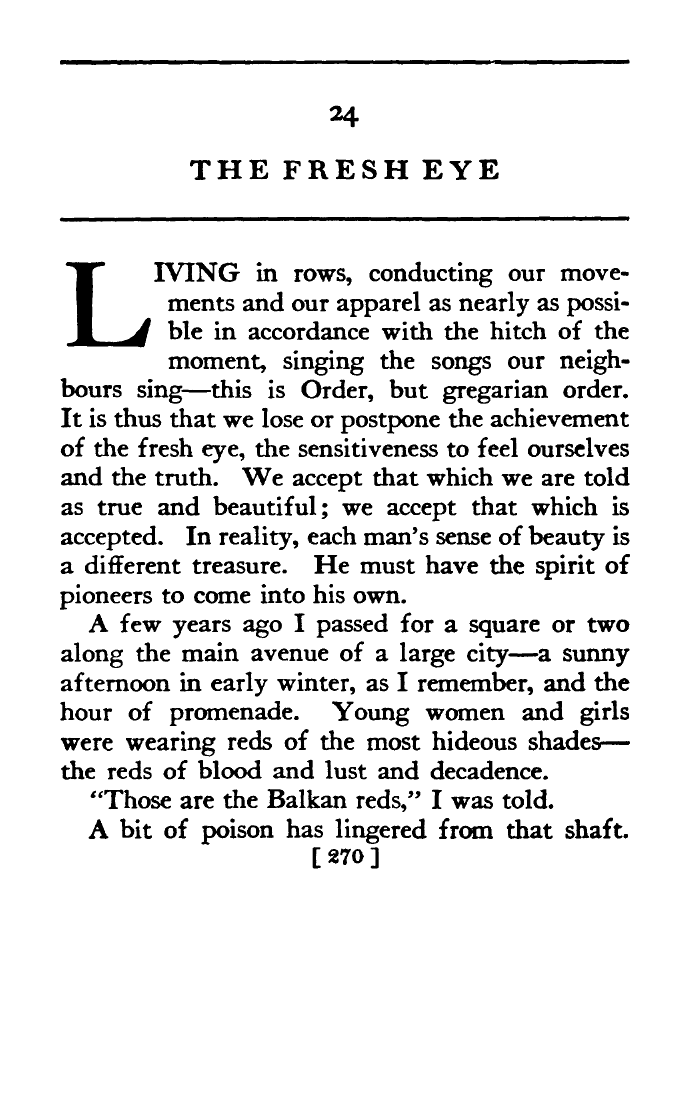 24
THE FRESH EYE
LIVING in rows, conducting our move-
ments and our apparel as nearly as possi-
ble in accordance with the hitch of the
moment, singing the songs our neigh-
bours sing—this is Order, but gregarian order.
It is thus that we lose or postpone the achievement
of the fresh eye, the sensitiveness to feel ourselves
and the truth. We accept that which we are told
as true and beautiful; we accept that which is
accepted. In reality, each man's sense of beauty is
a different treasure. He must have the spirit of
pioneers to come into his own.
A few years ago I passed for a square or two
along the main avenue of a large city—a sunny
afternoon in early winter, as I remember, and the
hour of promenade. Young women and girls
were wearing reds of the most hideous shades—
the reds of blood and lust and decadence.
"Those are the Balkan reds," I was told.
A bit of poison has lingered from that shaft.
[ 270 ]